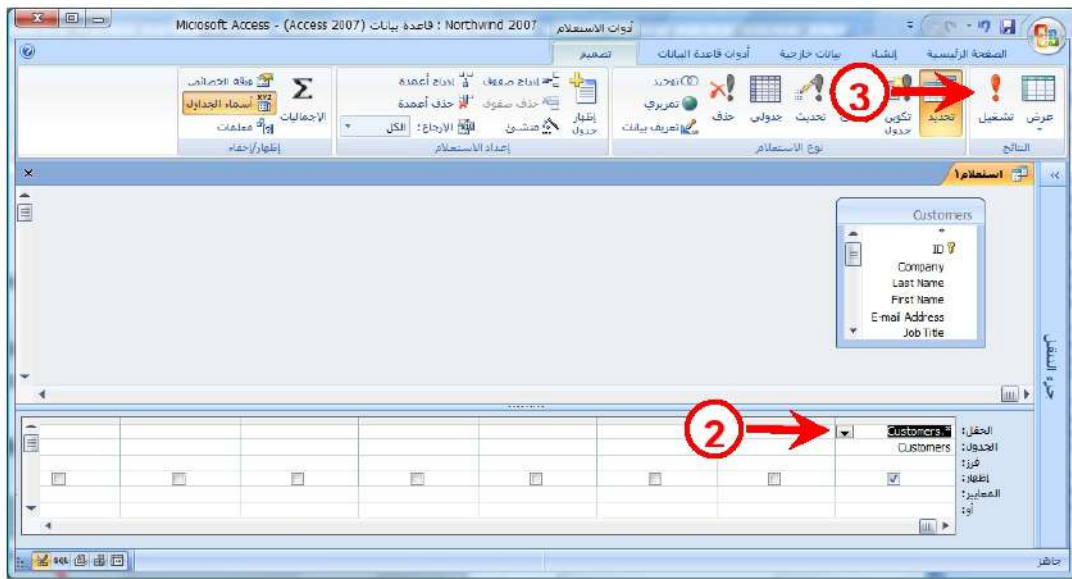 أدوات الاستعلام
Northwind 2007 : قاعدة بيانات (Access 2007) - Microsoft Access
الصفحة الرئيسية
إنشاء
بيانات خارجية
أدوات قاعدة البيانات
تصميم
عرض
تشغيل
تحديد
تكوين جدول
3
تحديث
جدولي
حذف
توحيد
تمريري
تعريف بيانات
إظهار جدول
إدراج صفوف
حذف صفوف
منشئ
إدراج أعمدة
حذف أعمدة
الإرجاع: الكل
الإجماليات
ورقة الخصائص
أسماء الجداول
معلمات
النتائج
نوع الاستعلام
إعداد الاستعلام
إظهار/إخفاء
استعلام١
Customers
*
ID
Company
Last Name
First Name
E-mail Address
Job Title
جزء التنقل
2
الحقل: Customers.*
الجدول: Customers
فرز:
إظهار:
المعايير:
أو:
جاهز
SQL